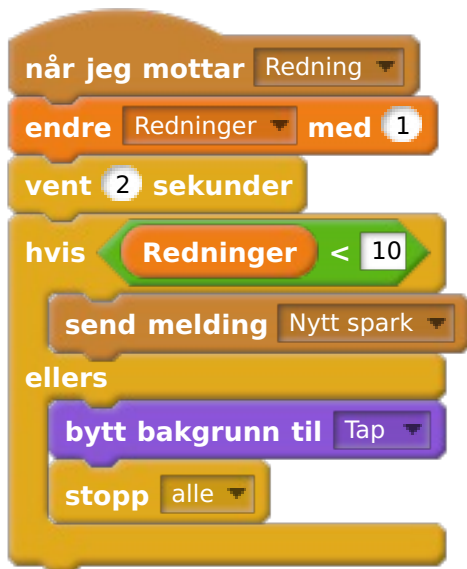 når jeg mottar Redning
endre Redninger med 1
vent 2 sekunder
hvis Redninger < 10
send melding Nytt spark
ellers
bytt bakgrunn til Tap
stopp alle